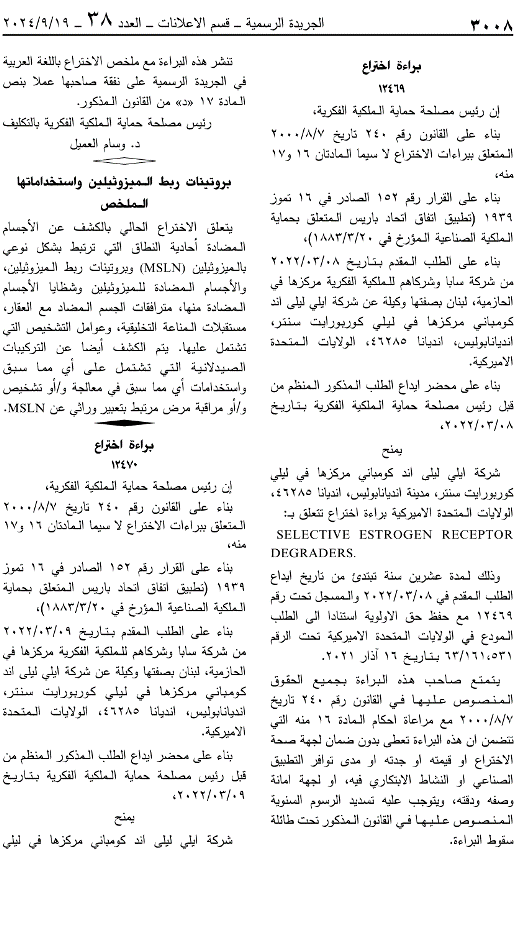 ٣٠٠٨
الجريدة الرسمية – قسم الاعلانات – العدد ٣٨ – ٢٠٢٤/٩/١٩
براءة اختراع
١٢٤٦٩
إن رئيس مصلحة حماية الملكية الفكرية،
بناء على القانون رقم ٢٤٠ تاريخ ٢٠٠٠/٨/٧
المتعلق ببراءات الاختراع لا سيما المادتان ١٦ و١٧
منه،
بناء على القرار رقم ١٥٢ الصادر في ١٦ تموز
١٩٣٩ (تطبيق اتفاق اتحاد باريس المتعلق بحماية
الملكية الصناعية المؤرخ في ١٨٨٣/٣/٢٠)،
بناء على الطلب المقدم بتاريخ ٢٠٢٢/٠٣/٠٨
من شركة سابا وشركاهم للملكية الفكرية مركزها في
الحازمية، لبنان بصفتها وكيلة عن شركة ايلي ليلى اند
كومباني مركزها في ليلي كوربورايت سنتر،
انديانابوليس، انديانا ٤٦٢٨٥، الولايات المتحدة
الاميركية.
بناء على محضر ايداع الطلب المذكور المنظم من
قبل رئيس مصلحة حماية الملكية الفكرية بتاريخ
٢٠٢٢/٠٣/٠٨،
يمنح
شركة ايلي ليلى اند كومباني مركزها في ليلي
كوربورايت سنتر، مدينة انديانابوليس، انديانا ٤٦٢٨٥،
الولايات المتحدة الاميركية براءة اختراع تتعلق بـ:
SELECTIVE ESTROGEN RECEPTOR
DEGRADERS.
وذلك لمدة عشرين سنة تبتدئ من تاريخ ايداع
الطلب المقدم في ٢٠٢٢/٠٣/٠٨ والمسجل تحت رقم
١٢٤٦٩ مع حفظ حق الاولوية استنادا الى الطلب
المودع في الولايات المتحدة الاميركية تحت الرقم
٦٣/١٦١،٥٣١ بتاريخ ١٦ آذار ٢٠٢١.
يتمتع صاحب هذه البراءة بجميع الحقوق
المنصوص عليها في القانون رقم ٢٤٠ تاريخ
٢٠٠٠/٨/٧ مع مراعاة احكام المادة ١٦ منه التي
تتضمن ان هذه البراءة تعطى بدون ضمان لجهة صحة
الاختراع او قيمته او جدته او مدى توافر التطبيق
الصناعي او النشاط الابتكاري فيه، او لجهة امانة
وصفه ودقته، ويتوجب عليه تسديد الرسوم السنوية
المنصوص عليها في القانون المذكور تحت طائلة
سقوط البراءة.
تنشر هذه البراءة مع ملخص الاختراع باللغة العربية
في الجريدة الرسمية على نفقة صاحبها عملا بنص
المادة ١٧ «د» من القانون المذكور.
رئيس مصلحة حماية الملكية الفكرية بالتكليف
د. وسام العميل
بروتينات ربط الميزوثيلين واستخداماتها
الملخص
يتعلق الاختراع الحالي بالكشف عن الأجسام
المضادة أحادية النطاق التي ترتبط بشكل نوعي
بالميزوثيلين (MSLN) وبروتينات ربط الميزوثيلين،
والأجسام المضادة للميزوثيلين وشظايا الأجسام
المضادة منها، مترافقات الجسم المضاد مع العقار،
مستقبلات المناعة التخليقية، وعوامل التشخيص التي
تشتمل عليها. يتم الكشف أيضا عن التركيبات
الصيدلانية التي تشتمل على أي مما سبق
واستخدامات أي مما سبق في معالجة و/أو تشخيص
و/أو مراقبة مرض مرتبط بتعبير وراثي عن MSLN.
براءة اختراع
١٢٤٧٠
إن رئيس مصلحة حماية الملكية الفكرية،
بناء على القانون رقم ٢٤٠ تاريخ ٢٠٠٠/٨/٧
المتعلق ببراءات الاختراع لا سيما المادتان ١٦ و١٧
منه،
بناء على القرار رقم ١٥٢ الصادر في ١٦ تموز
١٩٣٩ (تطبيق اتفاق اتحاد باريس المتعلق بحماية
الملكية الصناعية المؤرخ في ١٨٨٣/٣/٢٠)،
بناء على الطلب المقدم بتاريخ ٢٠٢٢/٠٣/٠٩
من شركة سابا وشركاهم للملكية الفكرية مركزها في
الحازمية، لبنان بصفتها وكيلة عن شركة ايلي ليلى اند
كومباني مركزها في ليلي كوربورايت سنتر،
انديانابوليس، انديانا ٤٦٢٨٥، الولايات المتحدة
الاميركية.
بناء على محضر ايداع الطلب المذكور المنظم من
قبل رئيس مصلحة حماية الملكية الفكرية بتاريخ
٢٠٢٢/٠٣/٠٩،
يمنح
شركة ايلي ليلى اند كومباني مركزها في ليلي